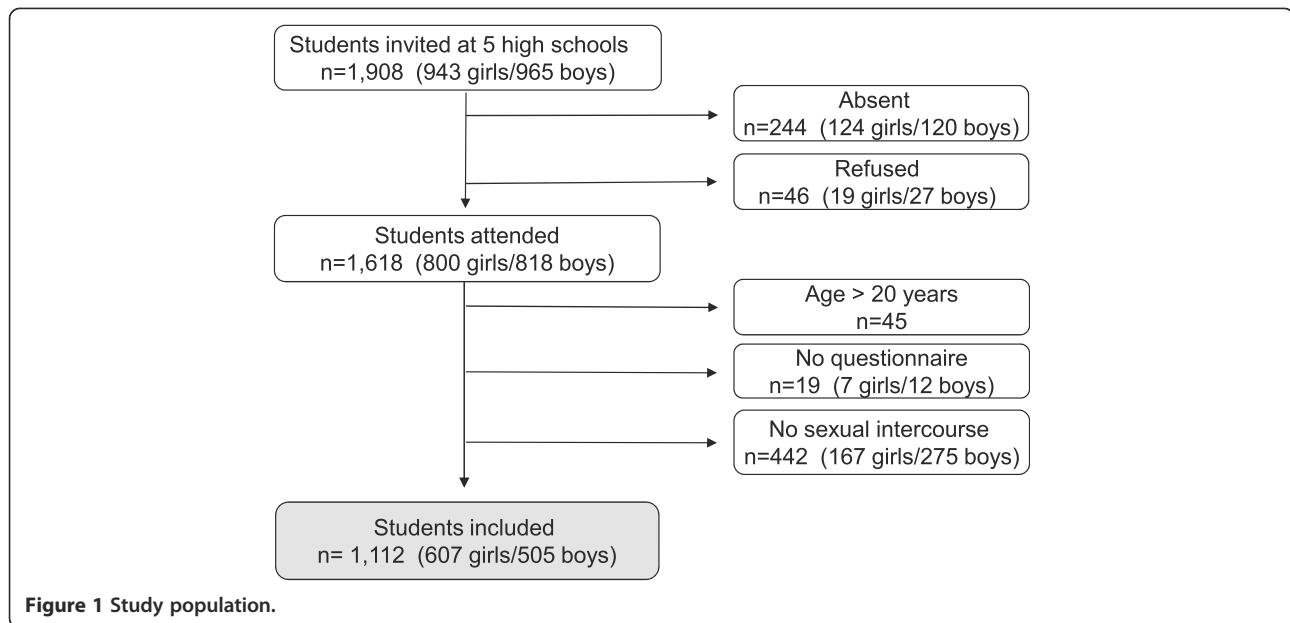 Students invited at 5 high schools
n=1,908 (943 girls/965 boys)
Absent
n=244 (124 girls/120 boys)
Refused
n=46 (19 girls/27 boys)
Students attended
n=1,618 (800 girls/818 boys)
Age > 20 years
n=45
No questionnaire
n=19 (7 girls/12 boys)
No sexual intercourse
n=442 (167 girls/275 boys)
Students included
n= 1,112 (607 girls/505 boys)
Figure 1 Study population.